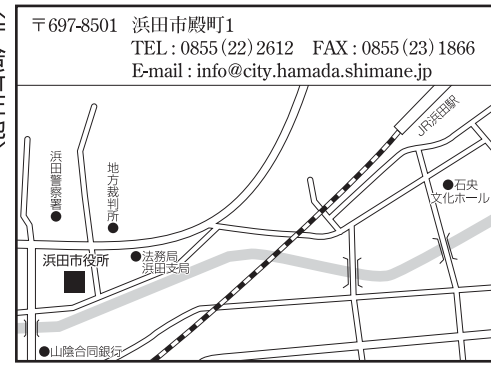 〒697-8501 浜田市殿町1
TEL : 0855(22)2612 FAX : 0855(23)1866
E-mail : info@city.hamada.shimane.jp
JR浜田駅
浜田警察署
地方裁判所
石央
文化ホール
浜田市役所
法務局
浜田支局
山陰合同銀行